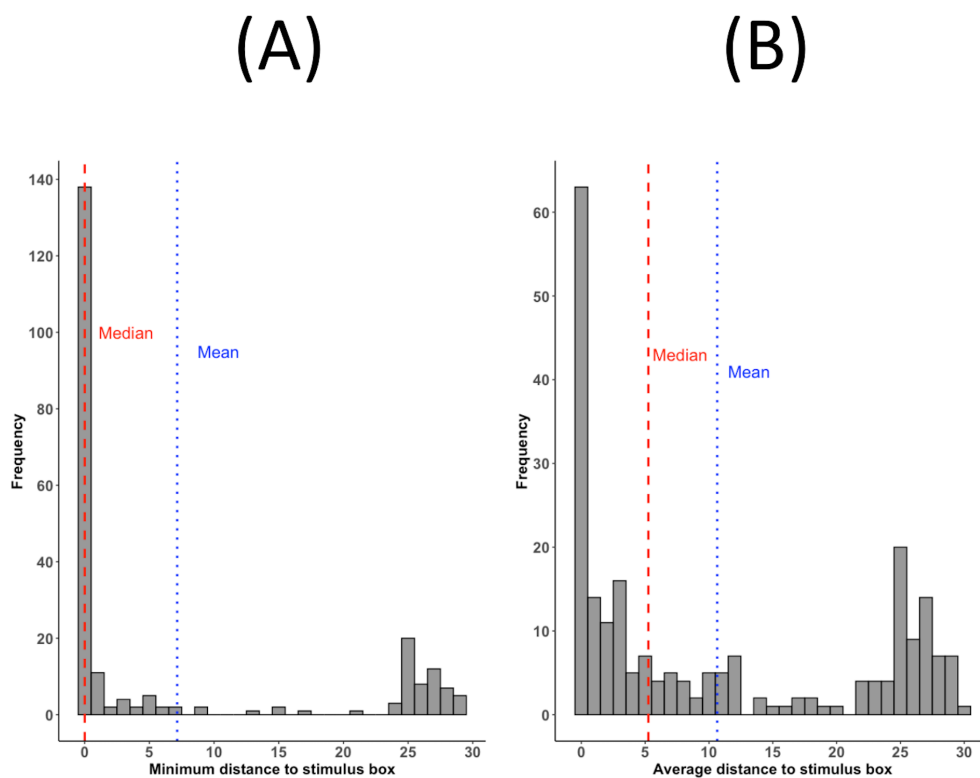 (A)
140
120
100
80
60
40
20
0
Frequency
Median
Mean
0 5 10 15 20 25 30
Minimum distance to stimulus box
(B)
60
50
40
30
20
10
0
Frequency
Median
Mean
0 5 10 15 20 25 30
Average distance to stimulus box